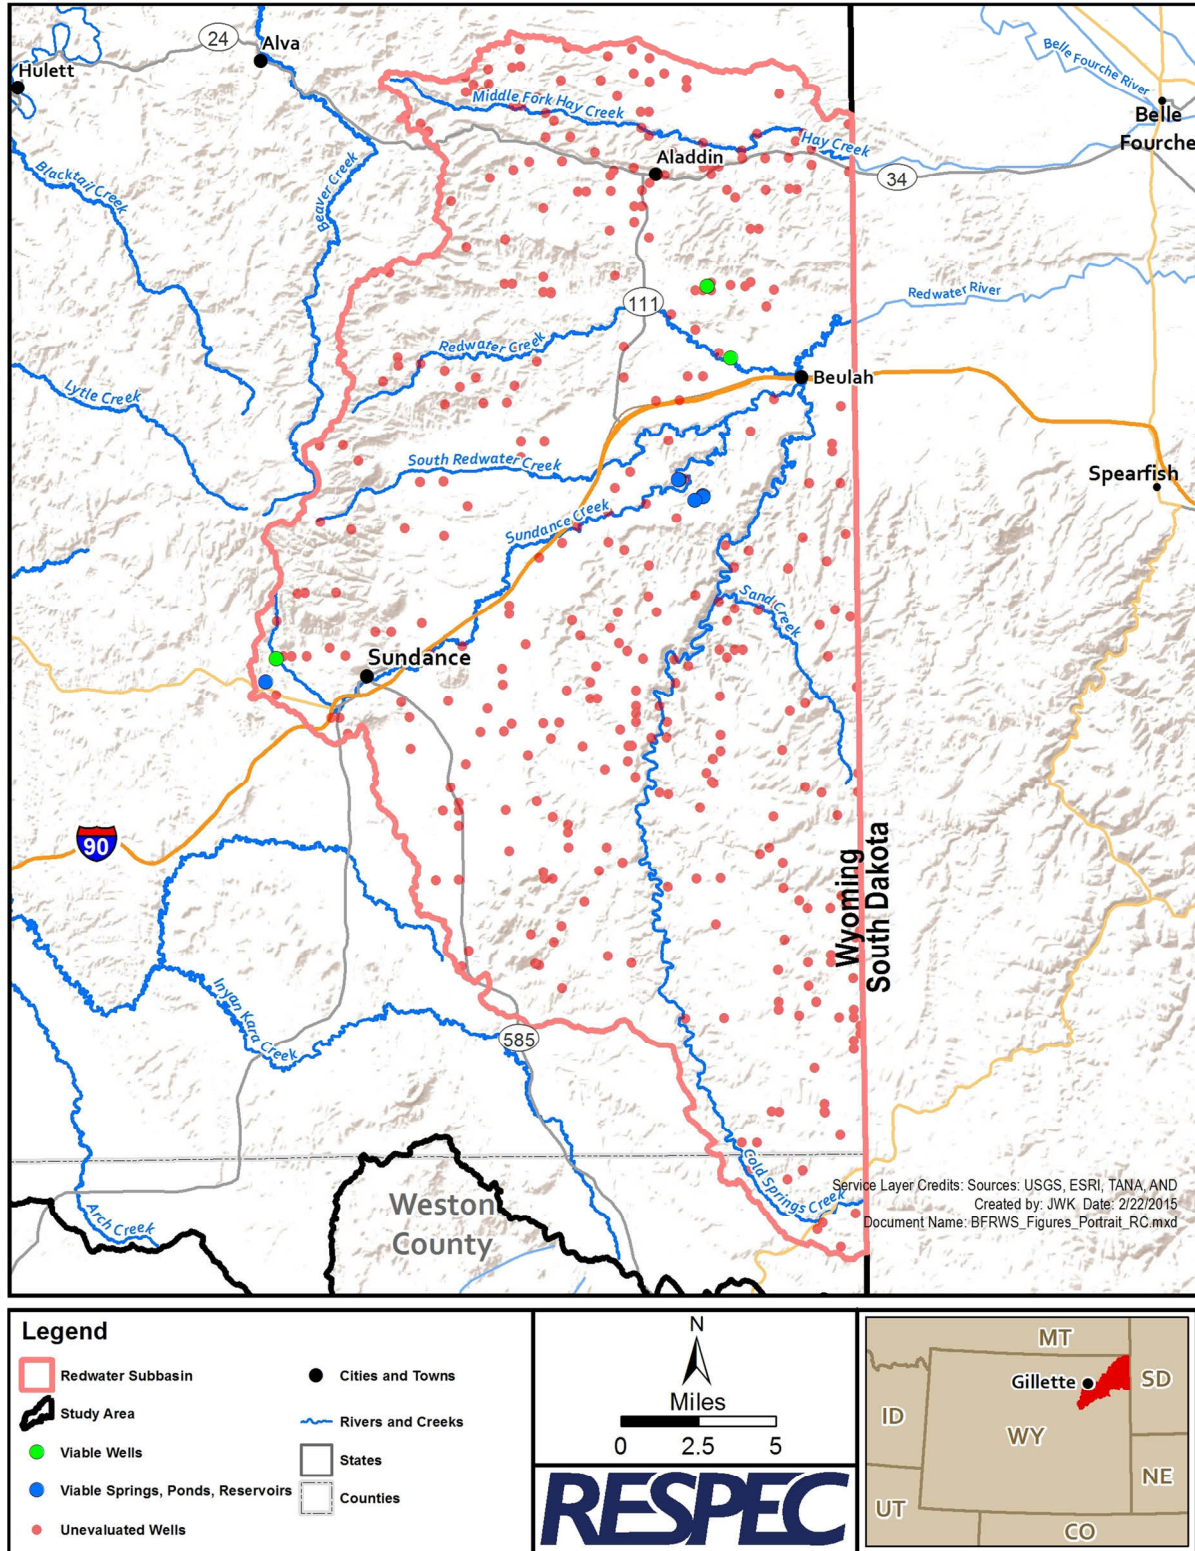 24
Alva
Hulett
Belle Fourche River
Middle Fork Hay Creek
Belle
Fourche
Hay Creek
Aladdin
34
Blacktail Creek
Beaver Creek
111
Redwater River
Redwater Creek
Beulah
Lytle Creek
South Redwater Creek
Spearfish
Sundance Creek
Sand Creek
Sundance
90
Wyoming
South Dakota
Inyan Kara Creek
585
Cold Springs Creek
Arch Creek
Weston
County
Service Layer Credits: Sources: USGS, ESRI, TANA, AND
Created by: JWK Date: 2/22/2015
Document Name: BFRWS_Figures_Portrait_RC.mxd
Legend
Redwater Subbasin
Study Area
Viable Wells
Viable Springs, Ponds, Reservoirs
Unevaluated Wells
Cities and Towns
Rivers and Creeks
States
Counties
N
Miles
0 2.5 5
RESPEC
MT
Gillette
SD
ID
WY
NE
UT
CO